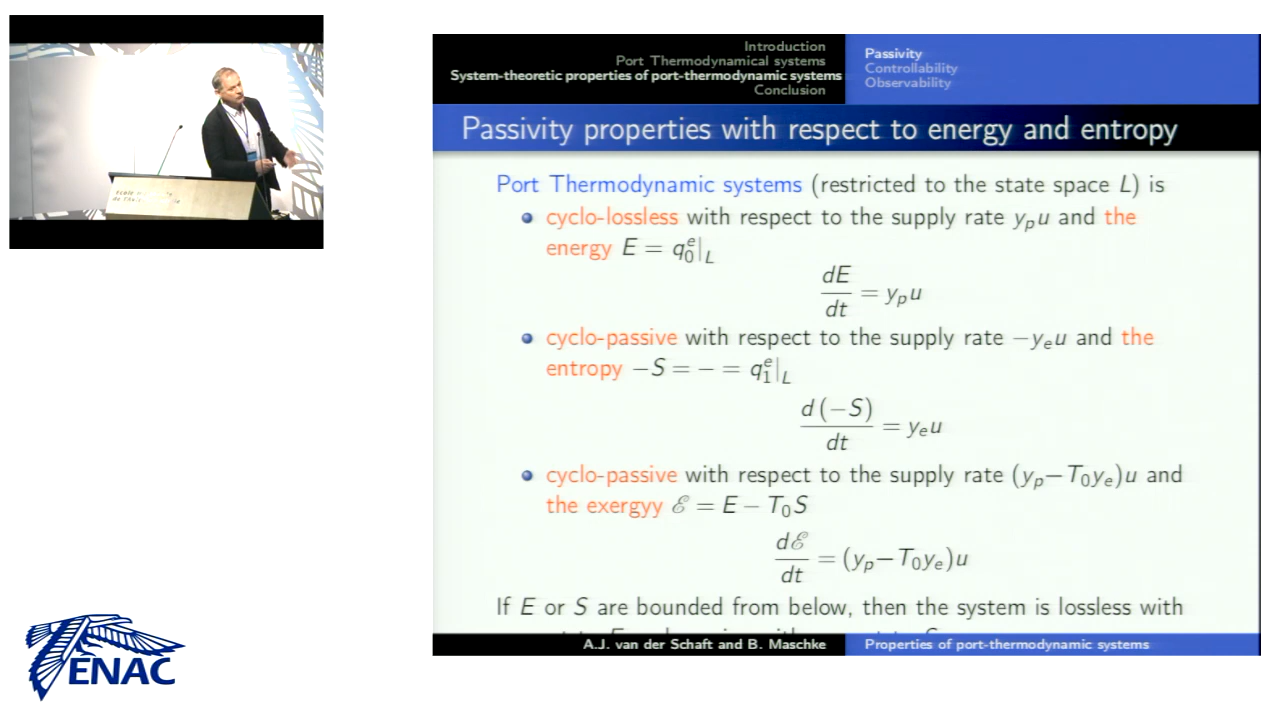 Introduction
Port Thermodynamical systems
System-theoretic properties of port-thermodynamic systems
Conclusion
Passivity
Controllability
Observability
Passivity properties with respect to energy and entropy
Port Thermodynamic systems (restricted to the state space L) is
cyclo-lossless with respect to the supply rate y_p u and the
energy E = q_0^e|_L
dE/dt = y_p u
cyclo-passive with respect to the supply rate −y_e u and the
entropy −S = − = q_1^e|_L
d(−S)/dt = y_e u
cyclo-passive with respect to the supply rate (y_p−T_0y_e)u and
the exergyy ℰ = E − T_0S
dℰ/dt = (y_p−T_0y_e)u
If E or S are bounded from below, then the system is lossless with
A.J. van der Schaft and B. Maschke
Properties of port-thermodynamic systems
ENAC